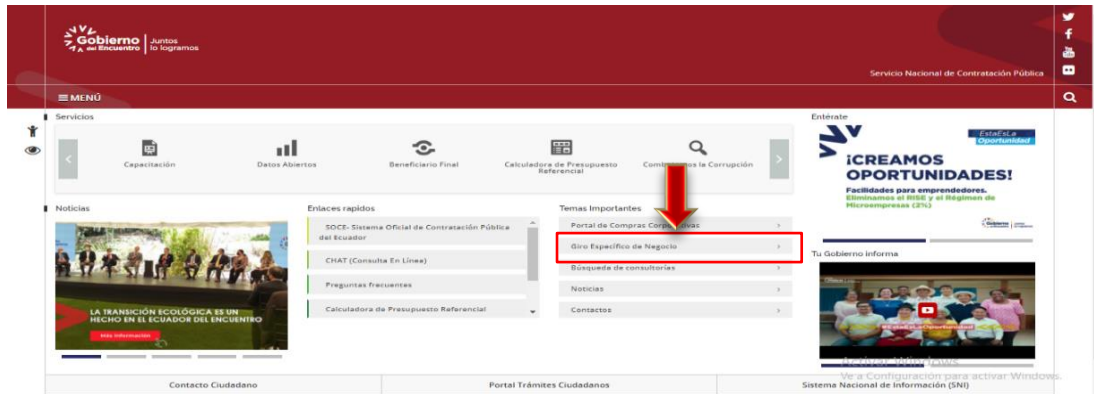 Gobierno
del Encuentro
Juntos
lo logramos
Servicio Nacional de Contratación Pública
MENÚ
Servicios
Capacitación
Datos Abiertos
Beneficiario Final
Calculadora de Presupuesto
Referencial
la Corrupción
Noticias
LA TRANSICIÓN ECOLÓGICA ES UN
HECHO EN EL ECUADOR DEL ENCUENTRO
Más información
Enlaces rapidos
SOCE- Sistema Oficial de Contratación Pública
del Ecuador
CHAT (Consulta En Línea)
Preguntas frecuentes
Calculadora de Presupuesto Referencial
Temas Importantes
Portal de Compras
Giro Específico de Negocio
Búsqueda de consultorías
Noticias
Contactos
Entérate
EstaEsLa
Oportunidad
¡CREAMOS
OPORTUNIDADES!
Facilidades para emprendedores.
Eliminamos el RISE y el Régimen de
Microempresas (2%)
Tu Gobierno informa
#EstaEsLaOportunidad
Activar Windows
Ve a Configuración para activar Windows.
Contacto Ciudadano
Portal Trámites Ciudadanos
Sistema Nacional de Información (SNI)